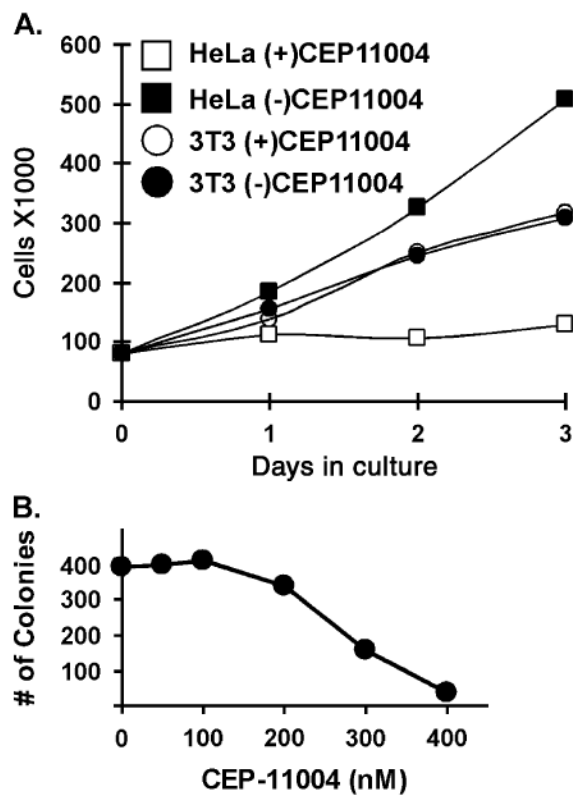 A.
600
500
400
300
200
100
0
Cells X1000
HeLa (+)CEP11004
HeLa (-)CEP11004
3T3 (+)CEP11004
3T3 (-)CEP11004
0 1 2 3
Days in culture
B.
400
300
200
100
# of Colonies
0 100 200 300 400
CEP-11004 (nM)